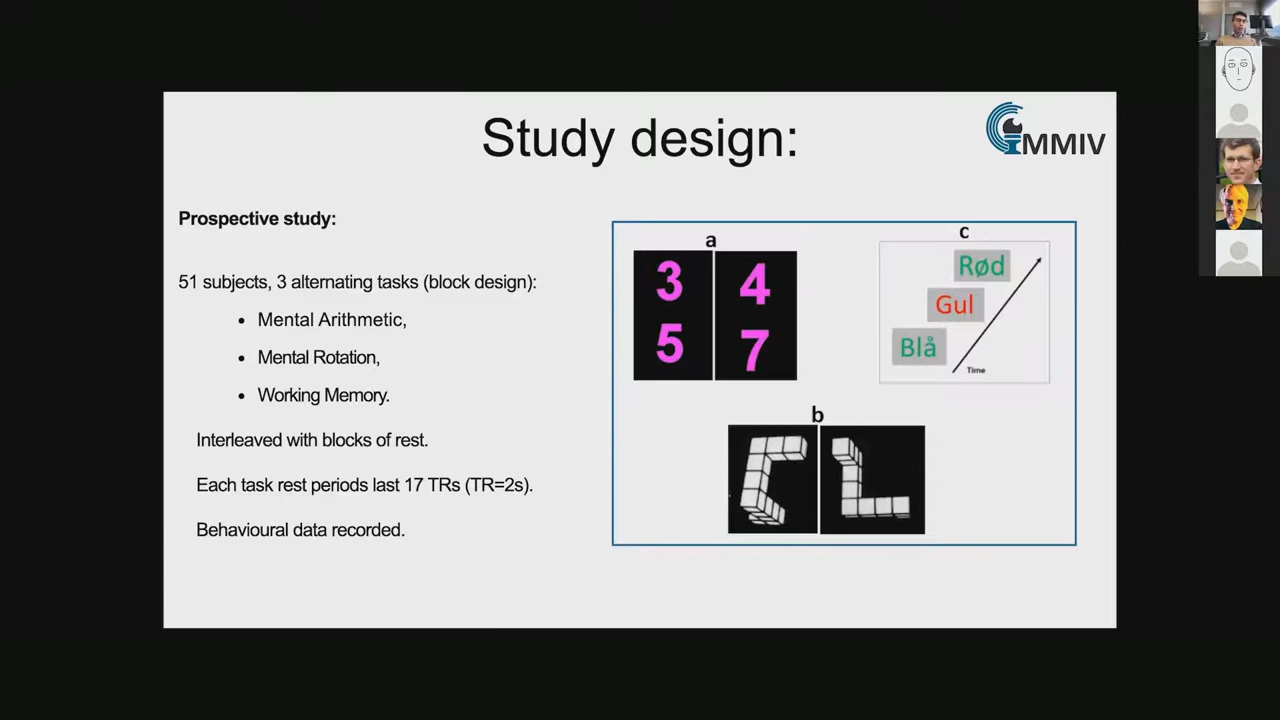 Study design:
MMIV
Prospective study:
51 subjects, 3 alternating tasks (block design):
• Mental Arithmetic,
• Mental Rotation,
• Working Memory.
Interleaved with blocks of rest.
Each task rest periods last 17 TRs (TR=2s).
Behavioural data recorded.
a
3 4
5 7
c
Rød
Gul
Blå
Time
b